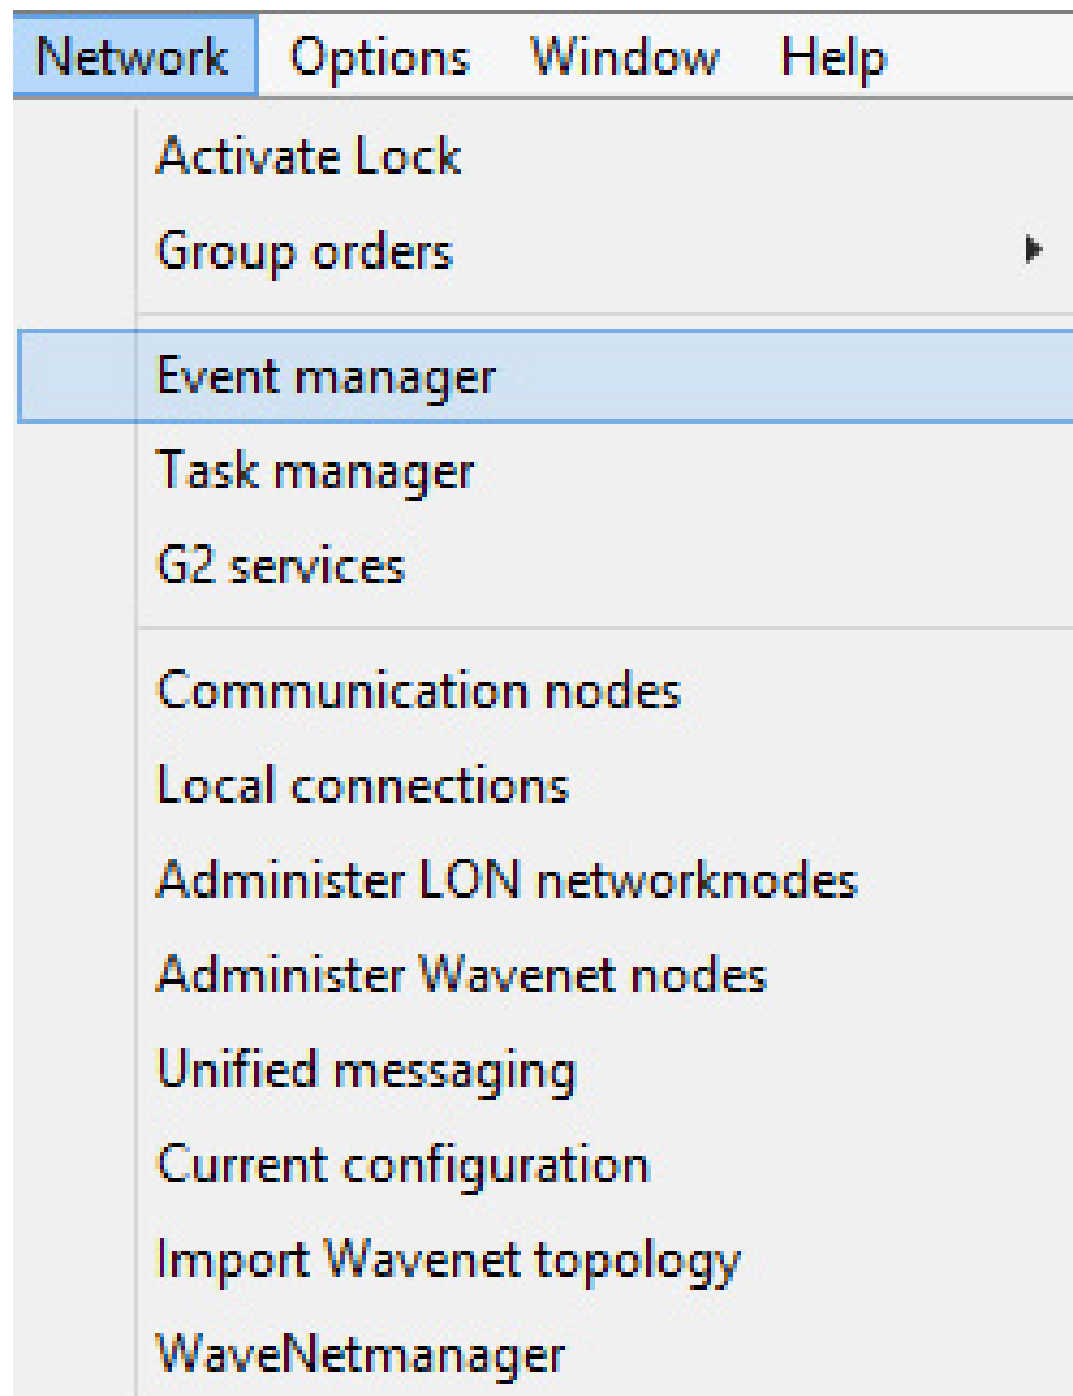 Network Options Window Help
Activate Lock
Group orders
Event manager
Task manager
G2 services
Communication nodes
Local connections
Administer LON networknodes
Administer Wavenet nodes
Unified messaging
Current configuration
Import Wavenet topology
WaveNetmanager